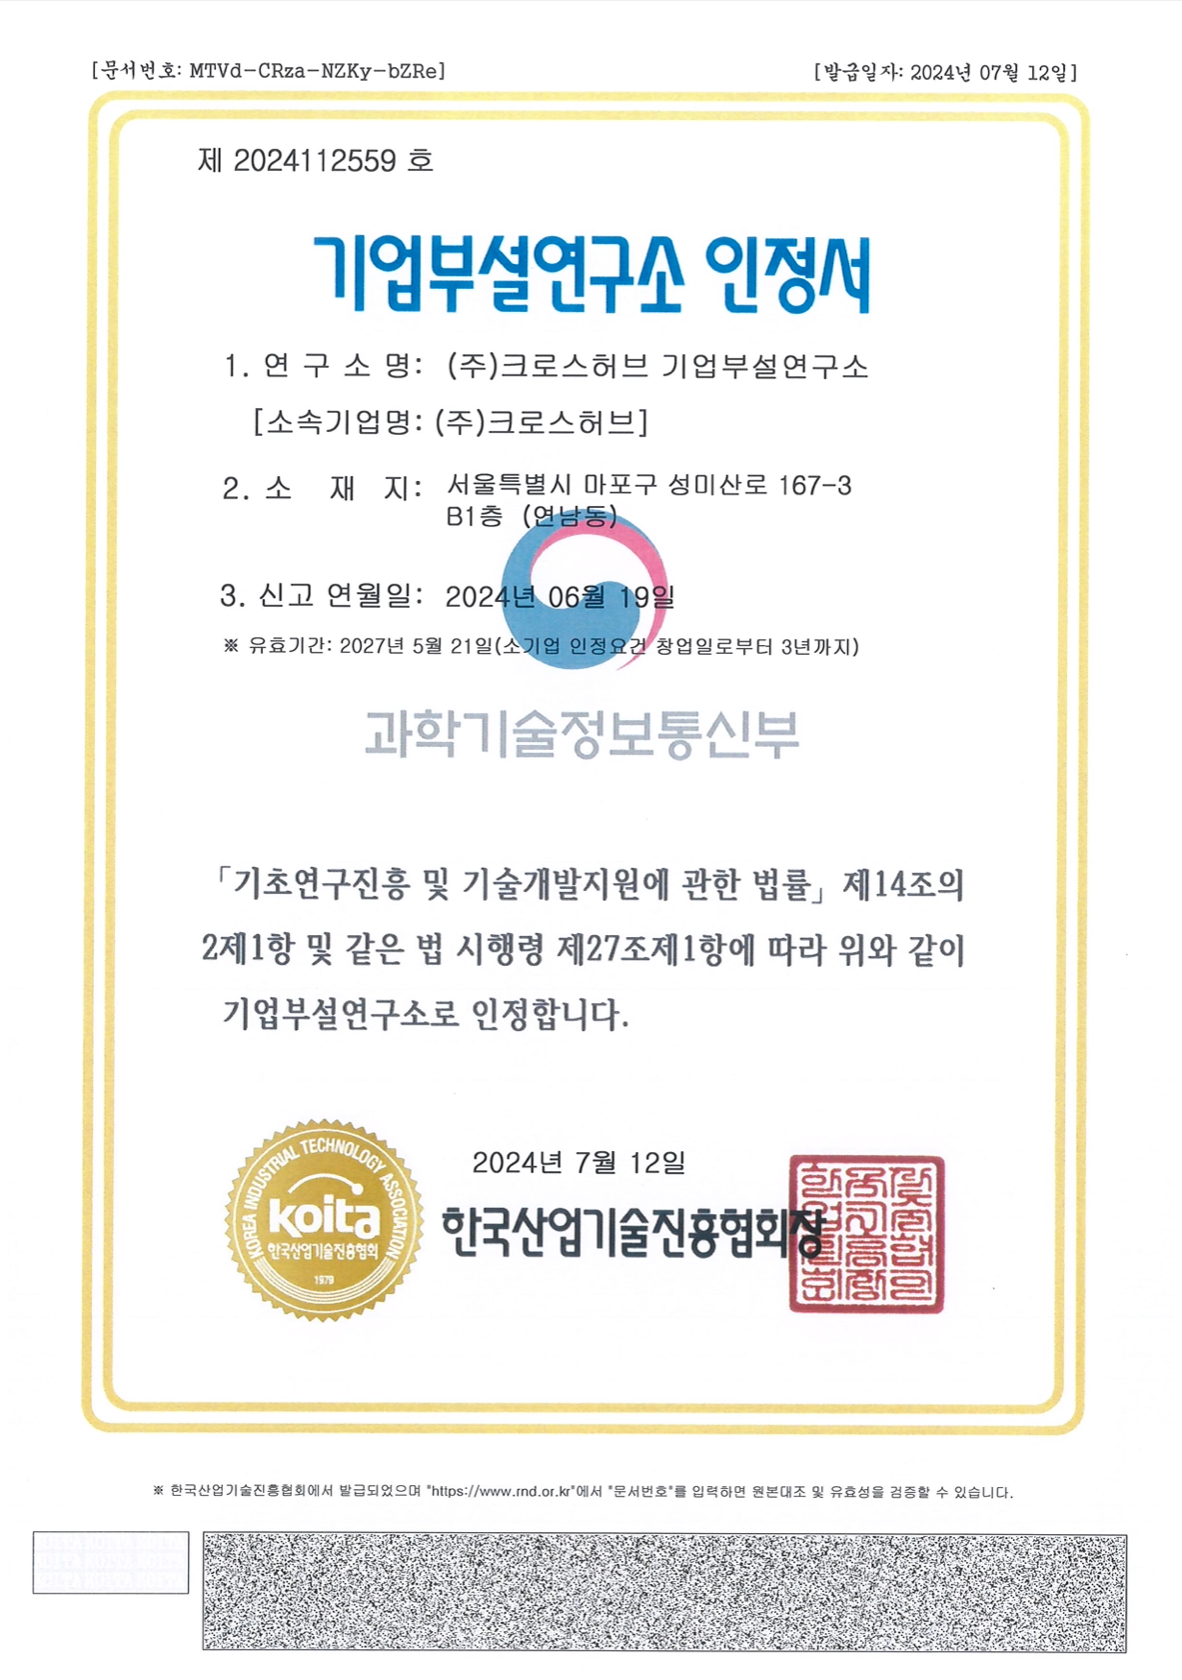 [문서번호: MTVd-CRza-NZKy-bZRe]
[발급일자: 2024년 07월 12일]
제 2024112559 호
기업부설연구소 인정서
1. 연 구 소 명: (주)크로스허브 기업부설연구소
[소속기업명: (주)크로스허브]
2. 소 재 지: 서울특별시 마포구 성미산로 167-3
B1층 (연남동)
3. 신고 연월일: 2024년 06월 19일
※ 유효기간: 2027년 5월 21일(소기업 인정요건 창업일로부터 3년까지)
과학기술정보통신부
「기초연구진흥 및 기술개발지원에 관한 법률」 제14조의
2제1항 및 같은 법 시행령 제27조제1항에 따라 위와 같이
기업부설연구소로 인정합니다.
KOREA INDUSTRIAL TECHNOLOGY ASSOCIATION
koita
한국산업기술진흥협회
1979
2024년 7월 12일
한국산업기술진흥협회장
※ 한국산업기술진흥협회에서 발급되었으며 "https://www.rnd.or.kr"에서 "문서번호"를 입력하면 원본대조 및 유효성을 검증할 수 있습니다.